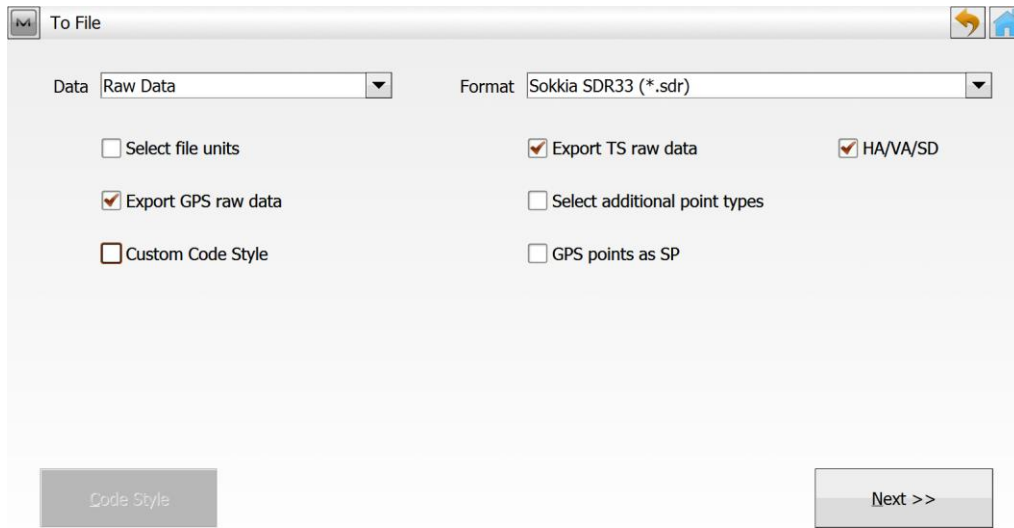 To File
Data Raw Data Format Sokkia SDR33 (*.sdr)
Select file units Export TS raw data HA/VA/SD
Export GPS raw data Select additional point types
Custom Code Style GPS points as SP
Code Style Next >>